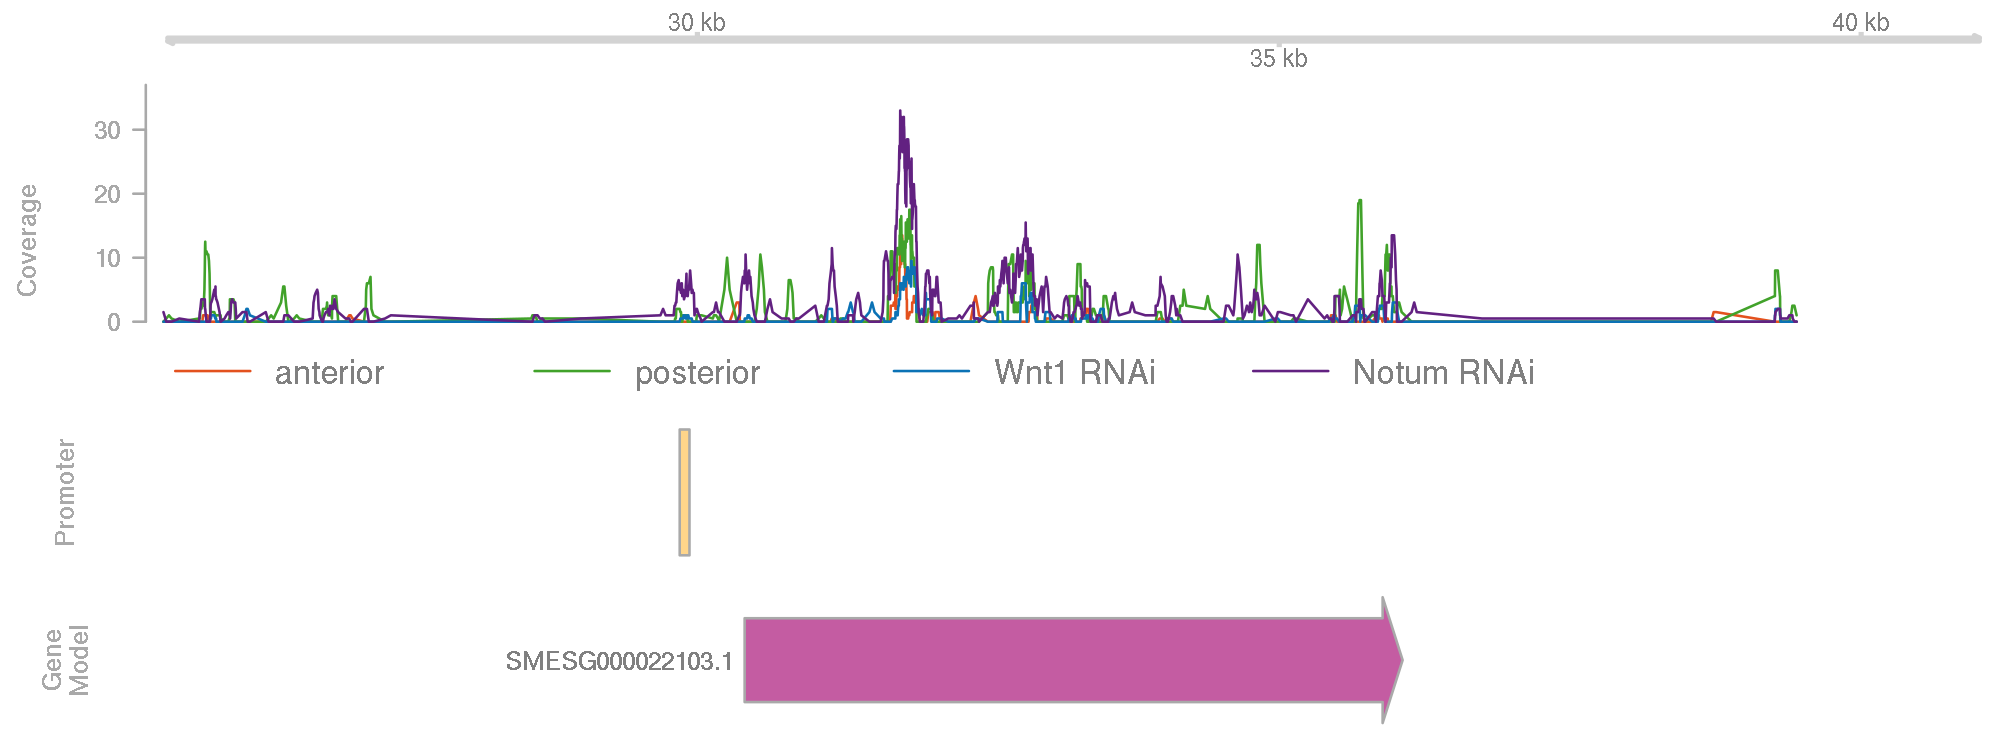 30 kb
40 kb
35 kb
Coverage
30
20
10
0
anterior
posterior
Wnt1 RNAi
Notum RNAi
Promoter
Gene
Model
SMESG000022103.1